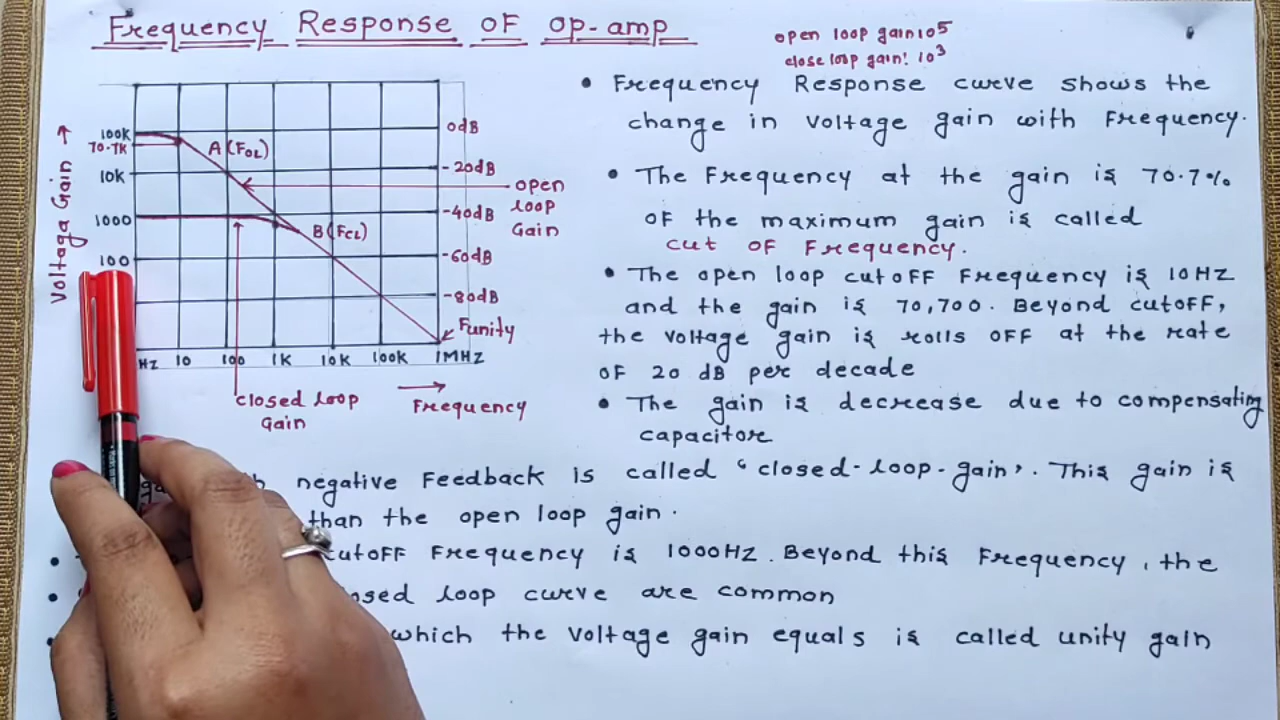 Frequency Response of op-amp
open loop gain 10⁵
close loop gain: 10³
Voltaga Gain →
100K
70.7K
10K
1000
100
A (FOL)
B (FCL)
0dB
-20dB
-40dB
-60dB
-80dB
open
loop
Gain
Funity
HZ 10 100 1K 10K 100K 1MHZ
closed loop
Gain
Frequency
• Frequency Response curve shows the
change in voltage gain with Frequency.
• The Frequency at the gain is 70.7%
of the maximum gain is called
cut of Frequency.
• The open loop cutoff Frequency is 10HZ
and the gain is 70,700. Beyond cutoff,
the voltage gain is rolls off at the rate
of 20 dB per decade
• The gain is decrease due to compensating
capacitor
negative Feedback is called "closed-loop-gain". This gain is
than the open loop gain.
cutoff Frequency is 1000HZ. Beyond this Frequency, the
loop curve are common
which the voltage gain equals is called unity gain